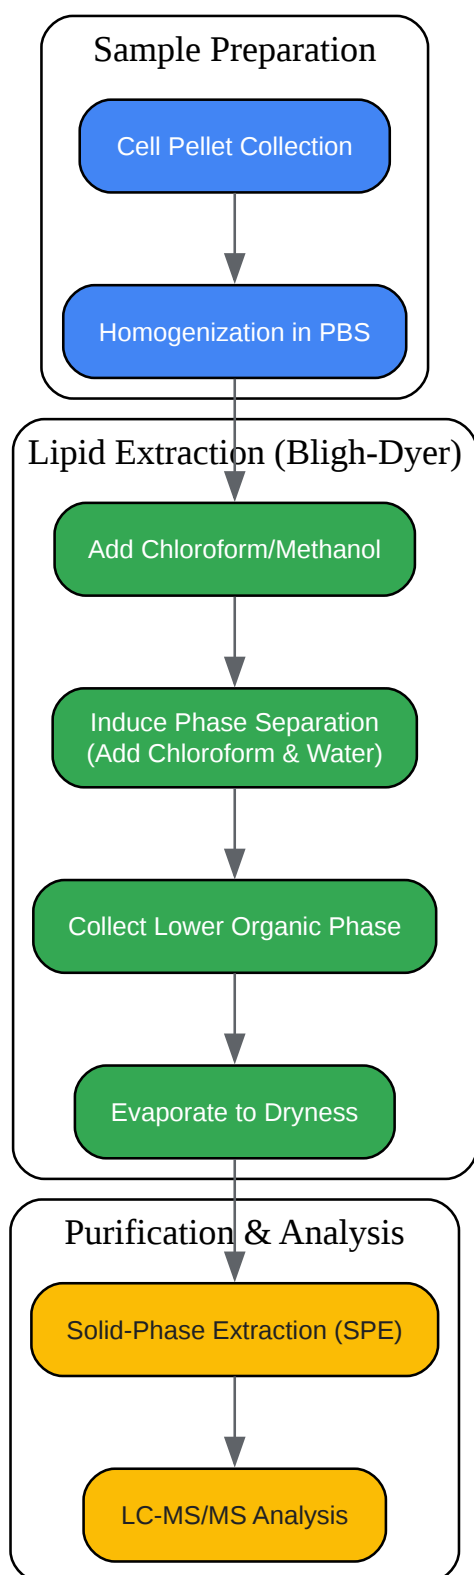 Sample Preparation
Cell Pellet Collection
Homogenization in PBS
Lipid Extraction (Bligh-Dyer)
Add Chloroform/Methanol
Induce Phase Separation
(Add Chloroform & Water)
Collect Lower Organic Phase
Evaporate to Dryness
Purification & Analysis
Solid-Phase Extraction (SPE)
LC-MS/MS Analysis